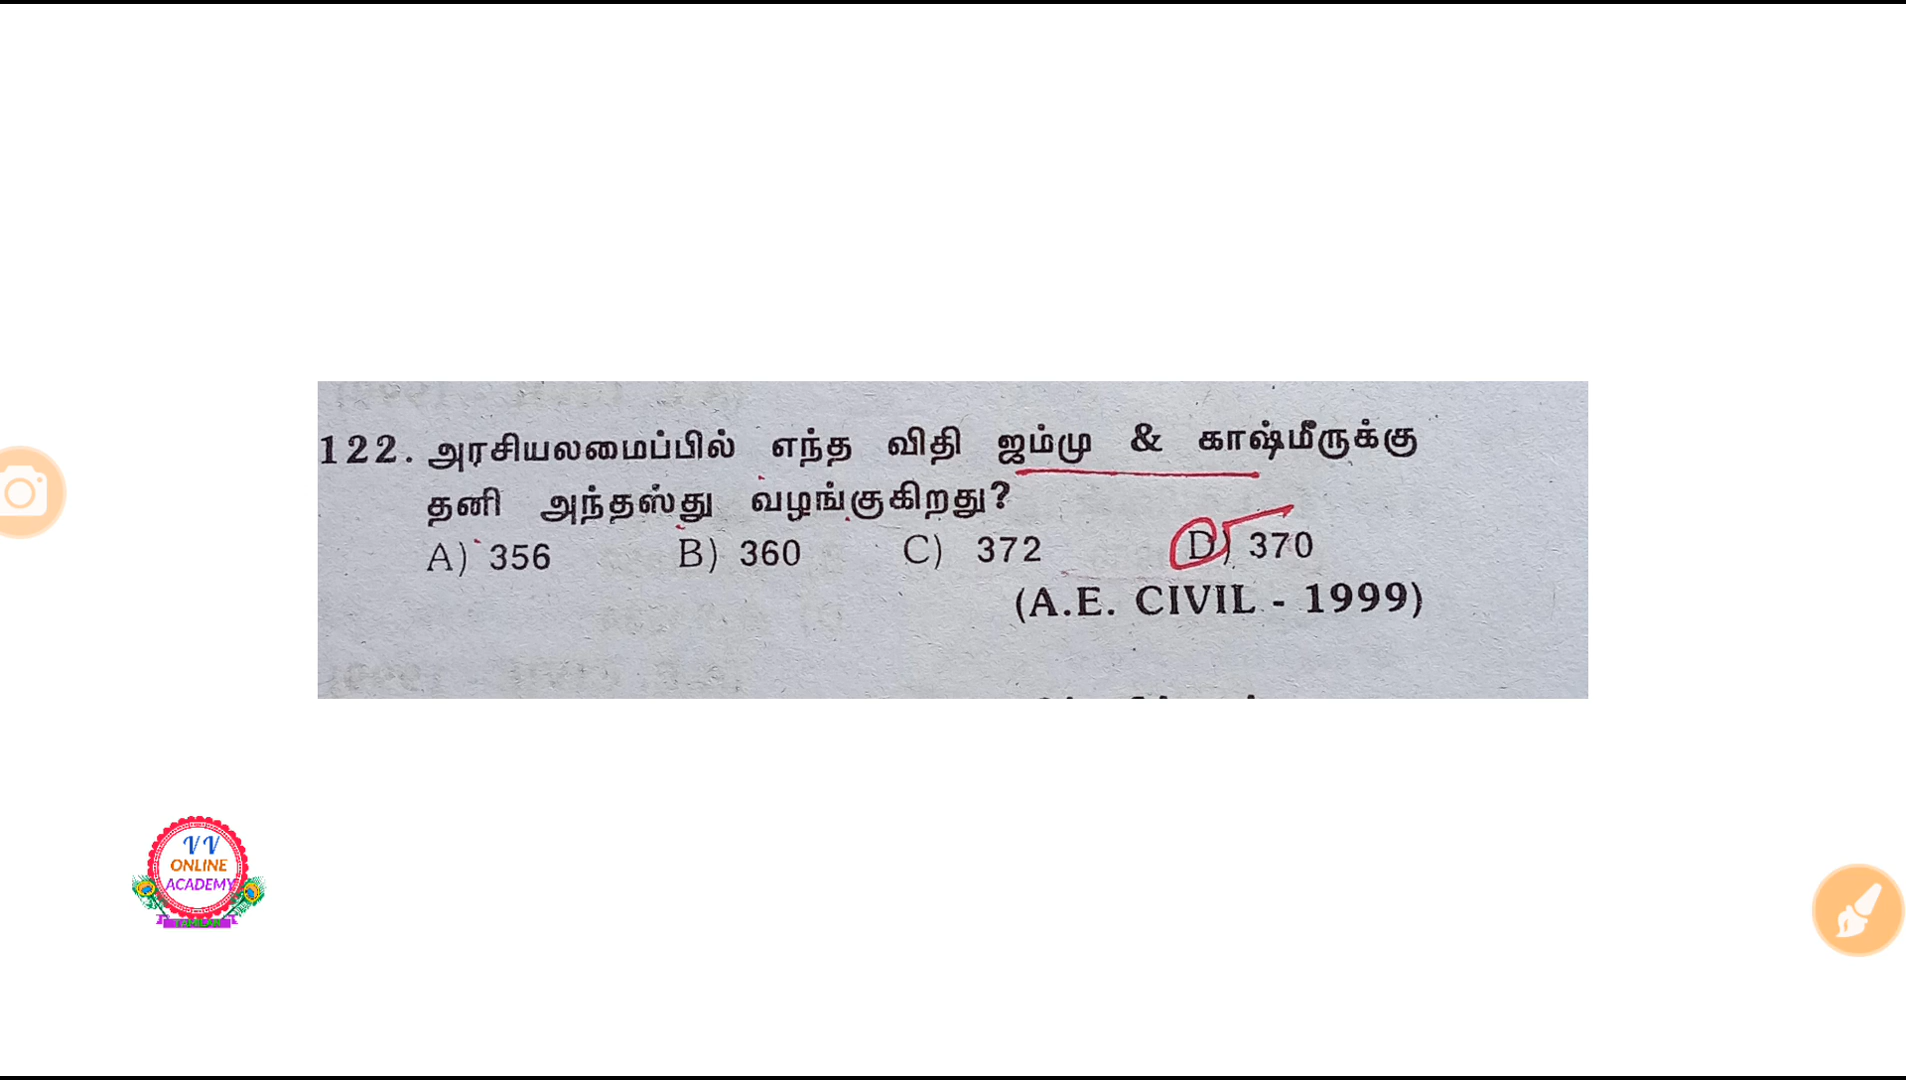 122. அரசியலமைப்பில் எந்த விதி ஜம்மு & காஷ்மீருக்கு
தனி அந்தஸ்து வழங்குகிறது?
A) 356 B) 360 C) 372 D) 370
(A.E. CIVIL - 1999)
VV
ONLINE
ACADEMY